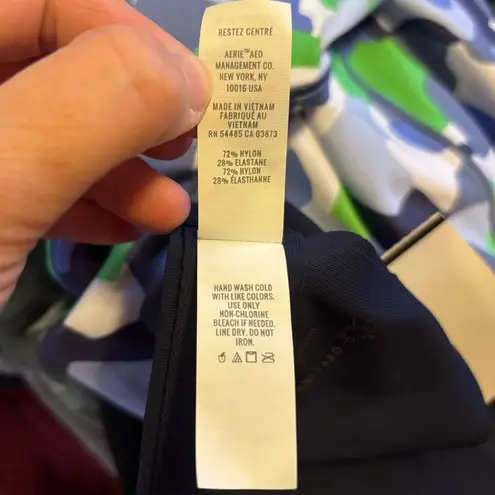 RESTEZ CENTRÉ
AERIE™AEO
MANAGEMENT CO.
NEW YORK, NY
10016 USA
MADE IN VIETNAM
FABRIQUÉ AU
VIETNAM
RN 54485 CA 03873
72% NYLON
28% ELASTANE
72% NYLON
28% ÉLASTHANNE
HAND WASH COLD
WITH LIKE COLORS.
USE ONLY
NON-CHLORINE
BLEACH IF NEEDED.
LINE DRY. DO NOT
IRON.